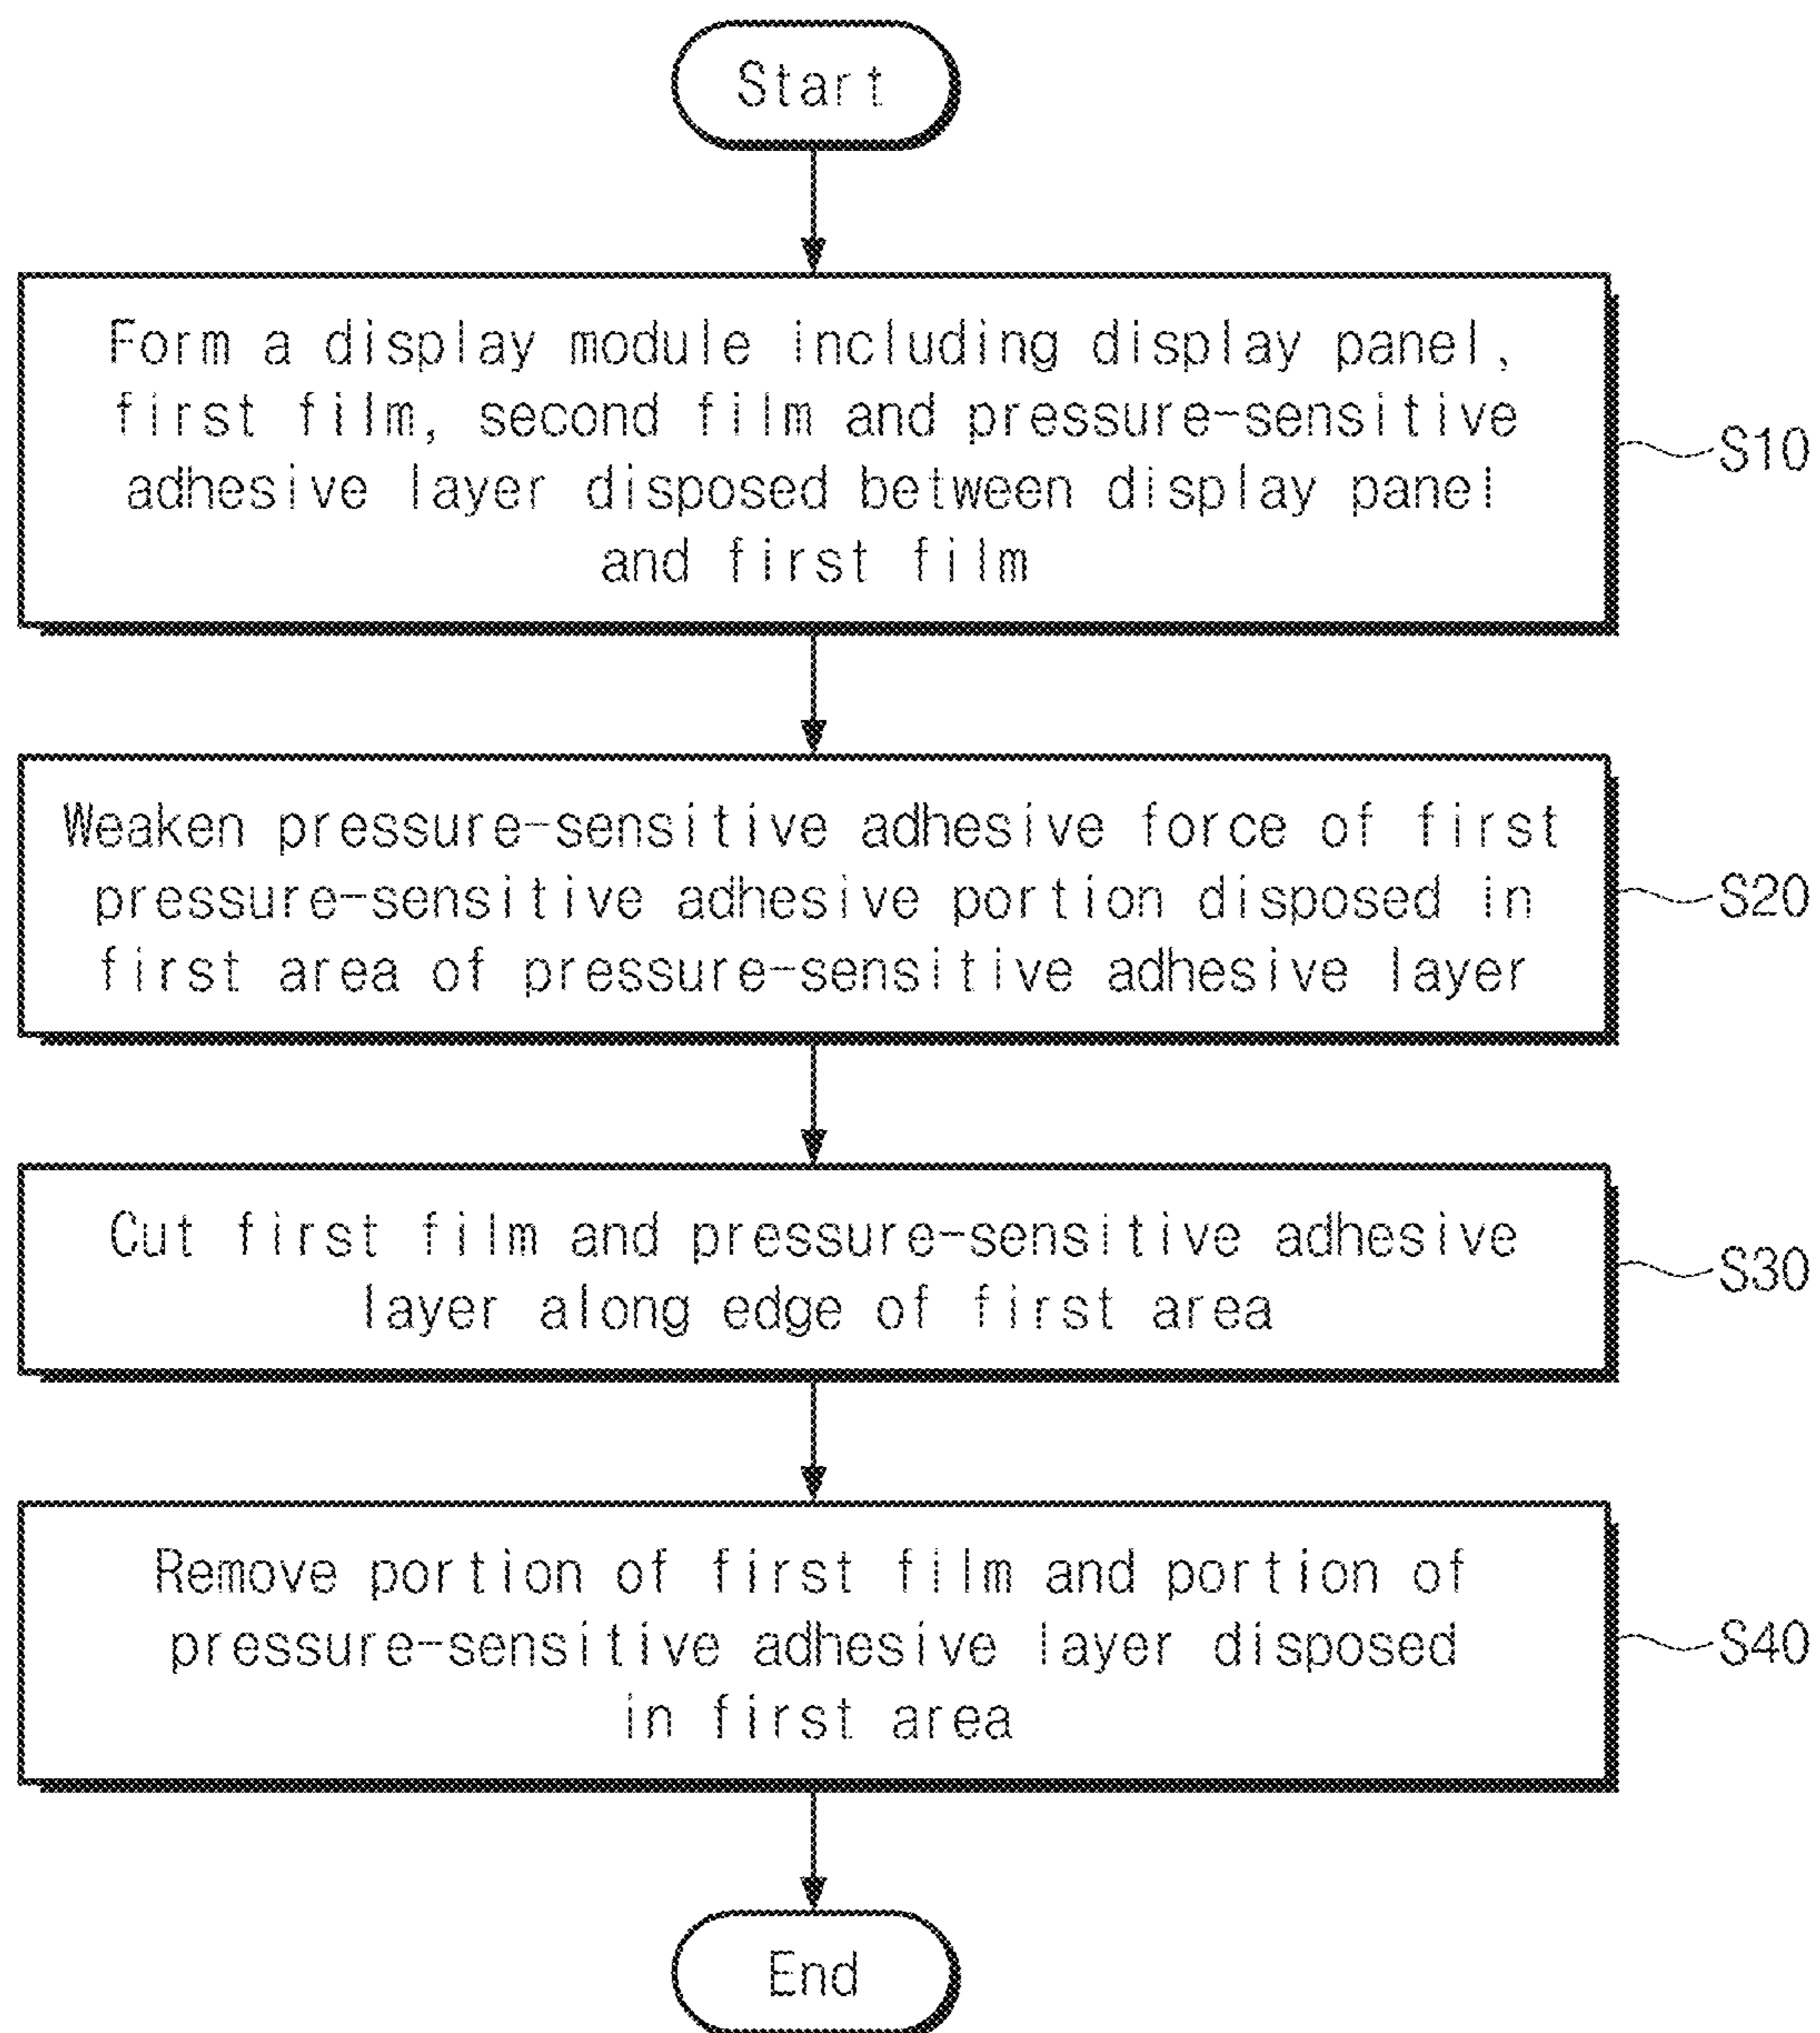 Start
Form a display module including display panel,
first film, second film and pressure-sensitive
adhesive layer disposed between display panel
and first film
S10
Weaken pressure-sensitive adhesive force of first
pressure-sensitive adhesive portion disposed in
first area of pressure-sensitive adhesive layer
S20
Cut first film and pressure-sensitive adhesive
layer along edge of first area
S30
Remove portion of first film and portion of
pressure-sensitive adhesive layer disposed
in first area
S40
End